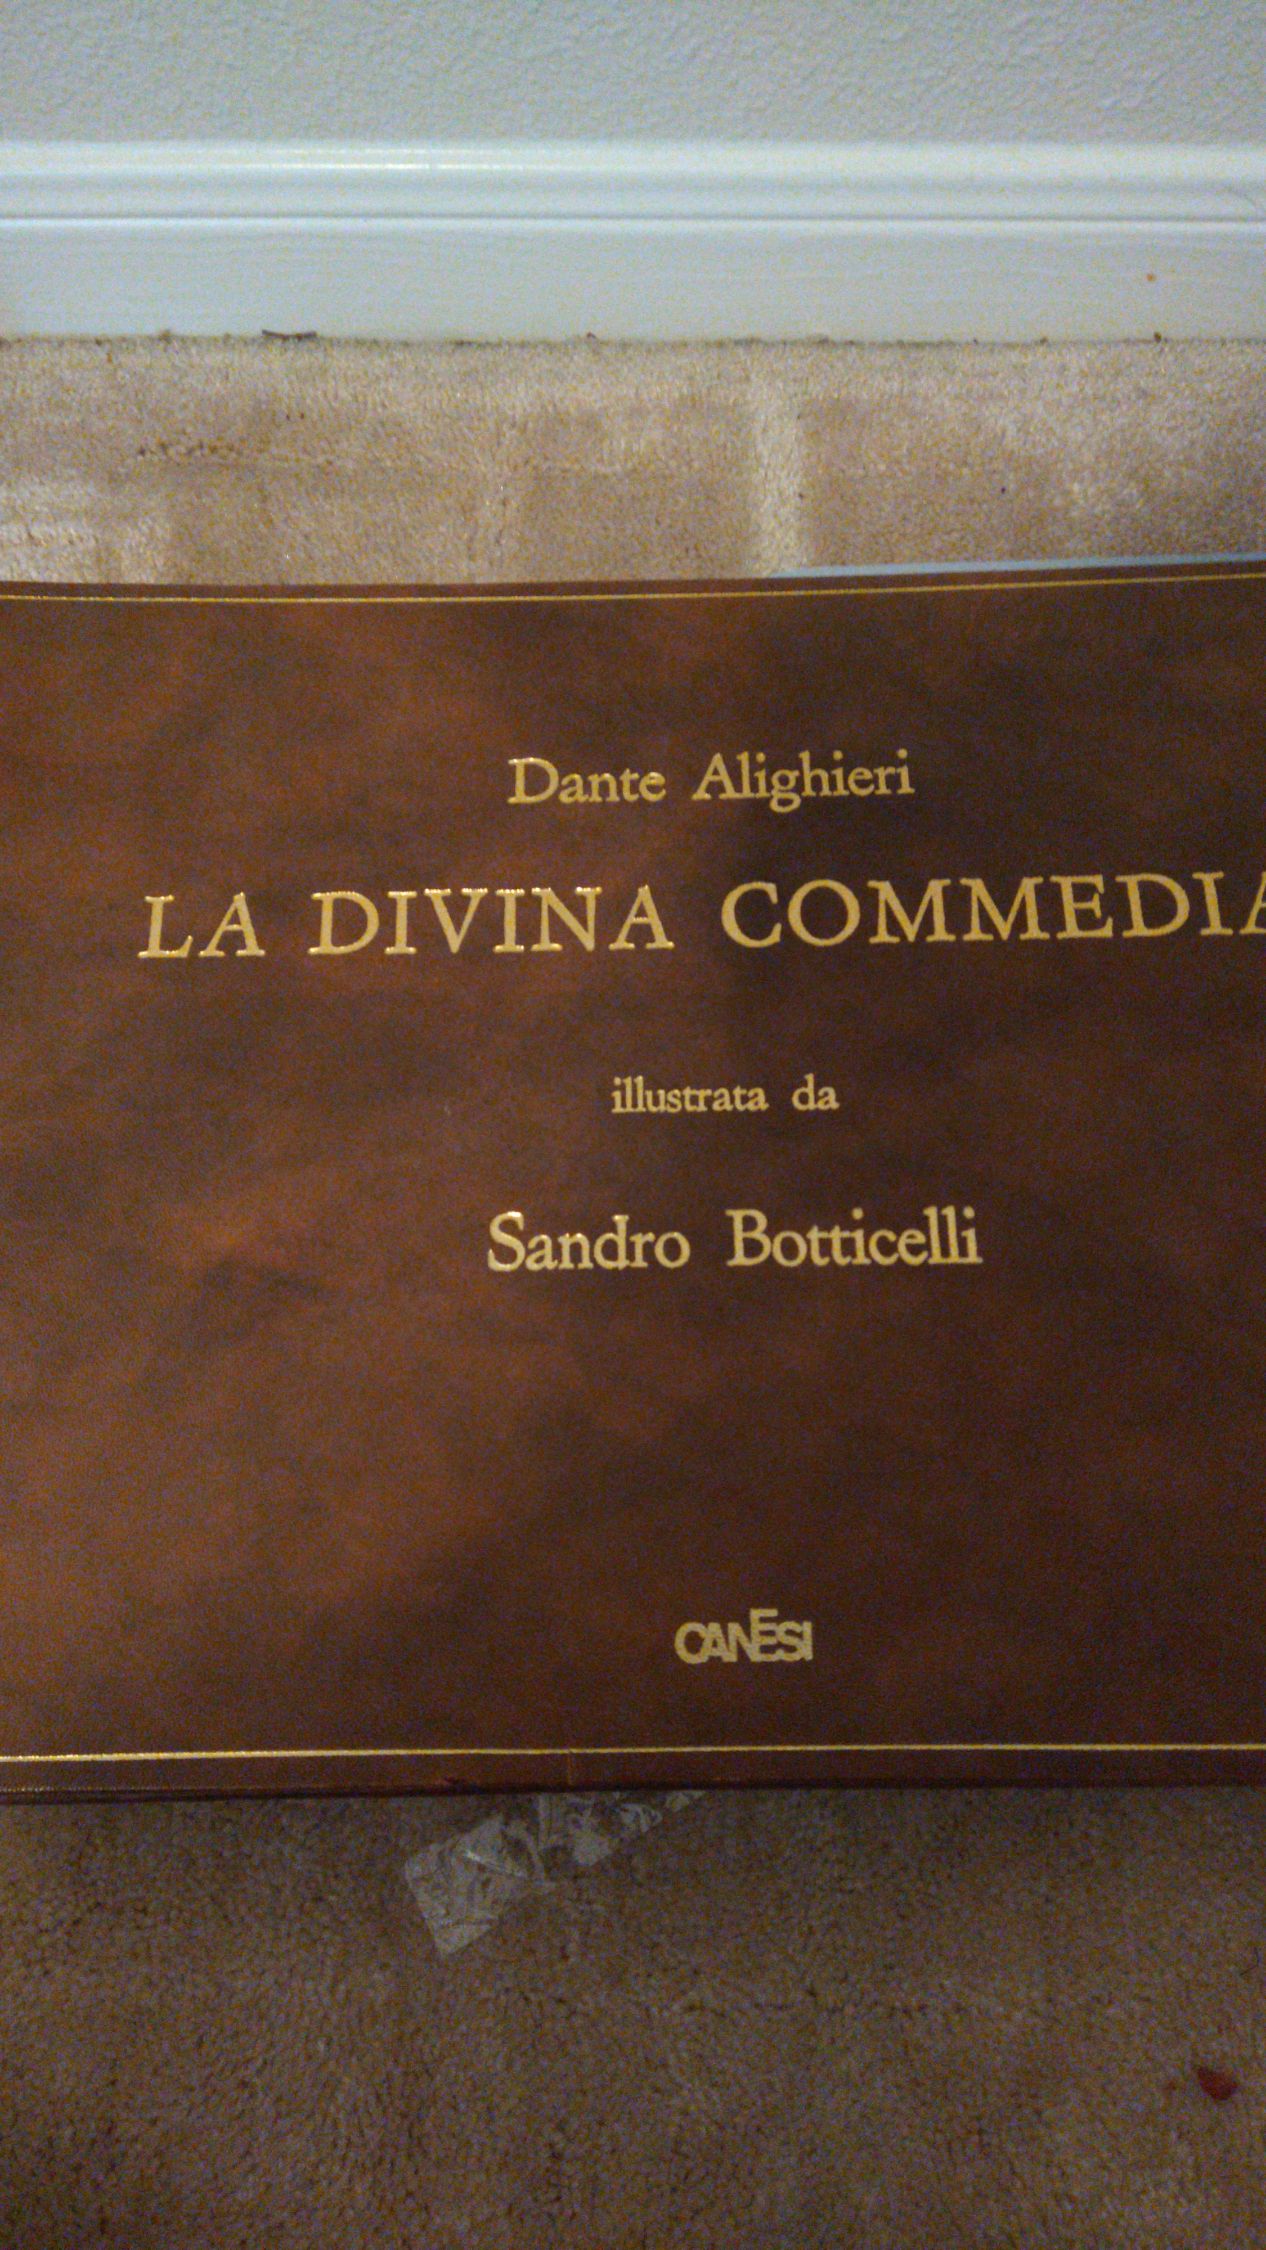 Dante Alighieri
LA DIVINA COMMEDIA
illustrata da
Sandro Botticelli
CANESI